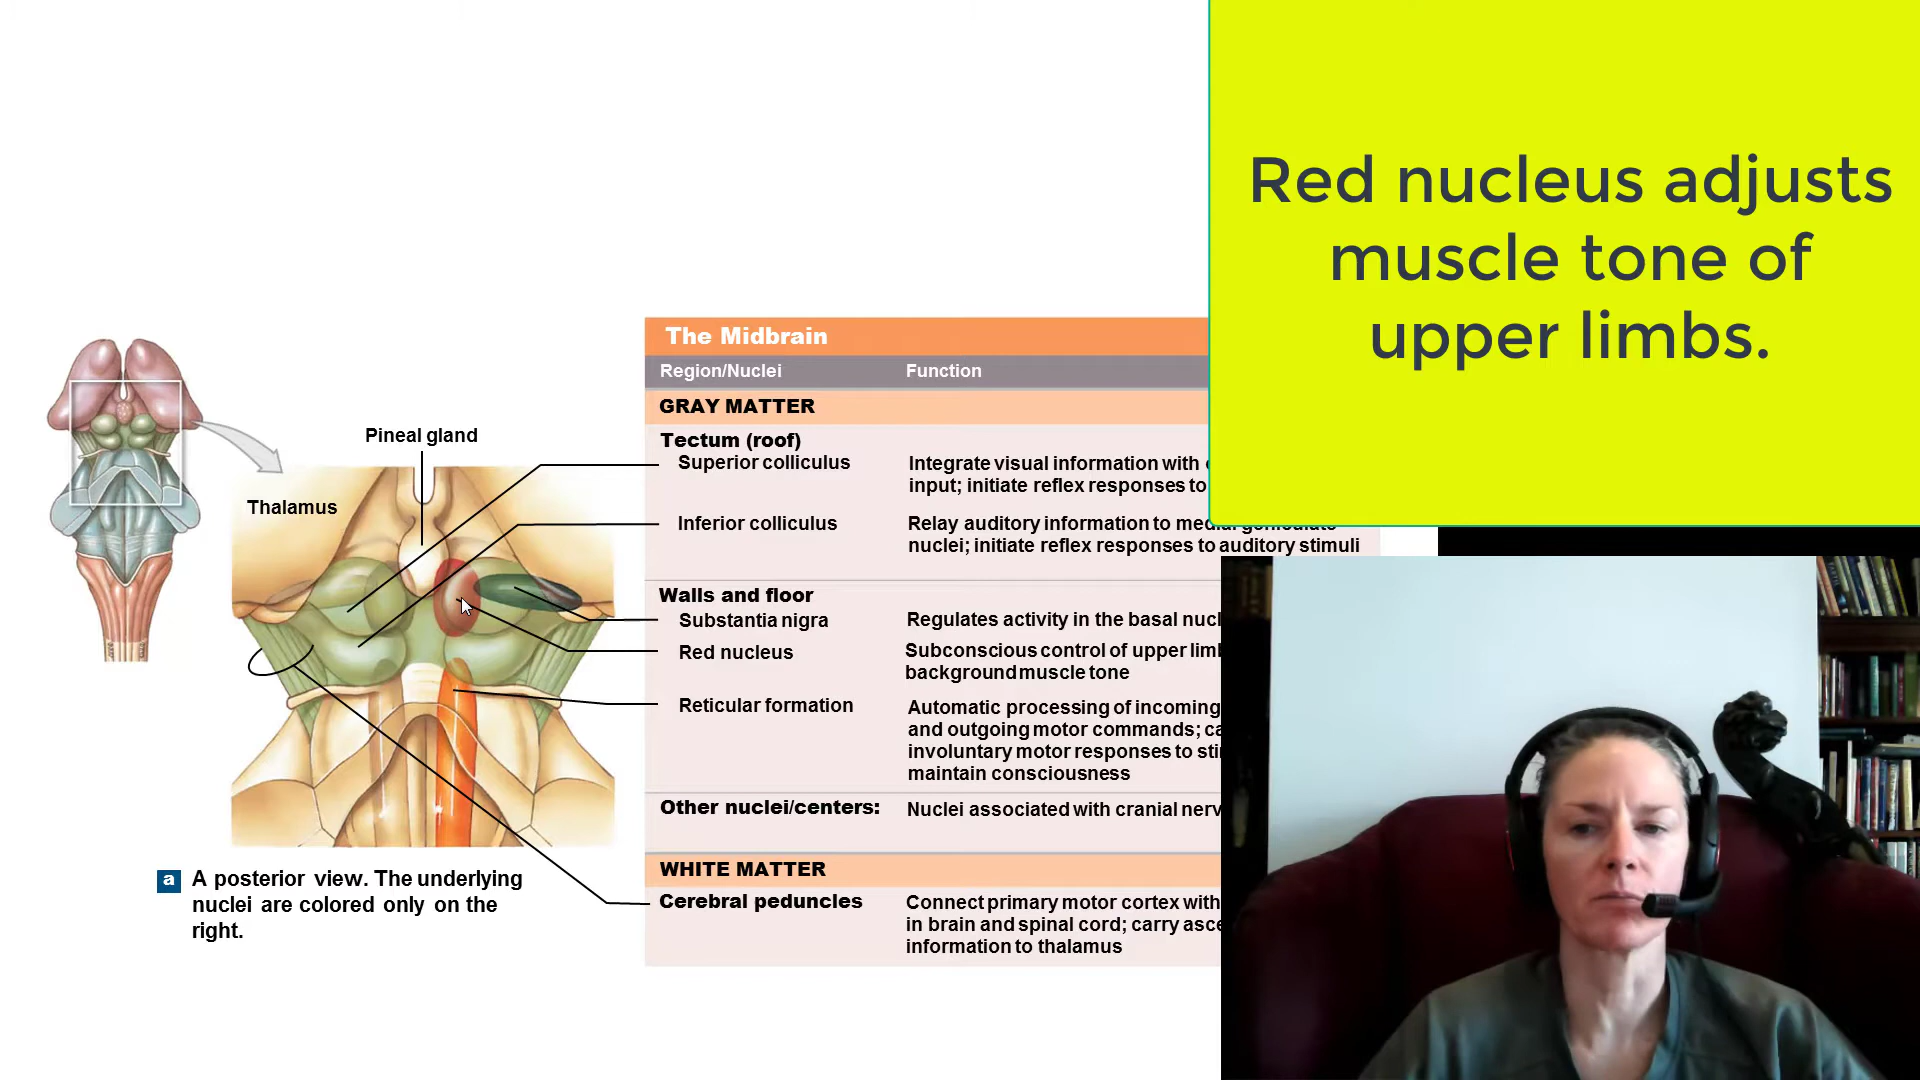 Red nucleus adjusts
muscle tone of
upper limbs.
The Midbrain
Region/Nuclei Function
GRAY MATTER
Tectum (roof)
Superior colliculus Integrate visual information with
input; initiate reflex responses to
Inferior colliculus Relay auditory information to medial geniculate
nuclei; initiate reflex responses to auditory stimuli
Walls and floor
Substantia nigra Regulates activity in the basal
Red nucleus Subconscious control of upper
background muscle tone
Reticular formation Automatic processing of incoming
and outgoing motor commands;
involuntary motor responses to
maintain consciousness
Other nuclei/centers: Nuclei associated with cranial
WHITE MATTER
Cerebral peduncles Connect primary motor cortex with
in brain and spinal cord; carry
information to thalamus
Pineal gland
Thalamus
a A posterior view. The underlying
nuclei are colored only on the
right.